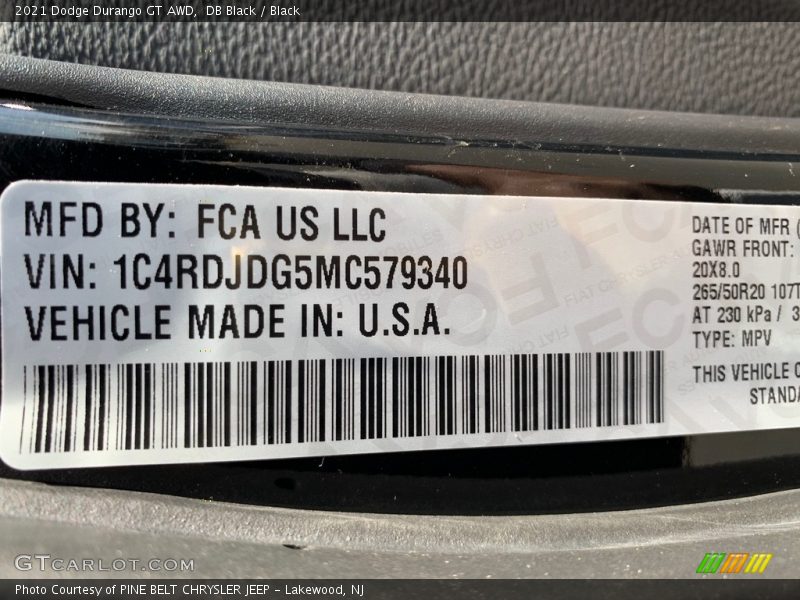 2021 Dodge Durango GT AWD, DB Black / Black
MFD BY: FCA US LLC
VIN: 1C4RDJDG5MC579340
VEHICLE MADE IN: U.S.A.
DATE OF MFR (
GAWR FRONT:
20X8.0
265/50R20 107T
AT 230 kPa / 3
TYPE: MPV
THIS VEHICLE C
STANDA
GTCARLOT.COM
Photo Courtesy of PINE BELT CHRYSLER JEEP - Lakewood, NJ